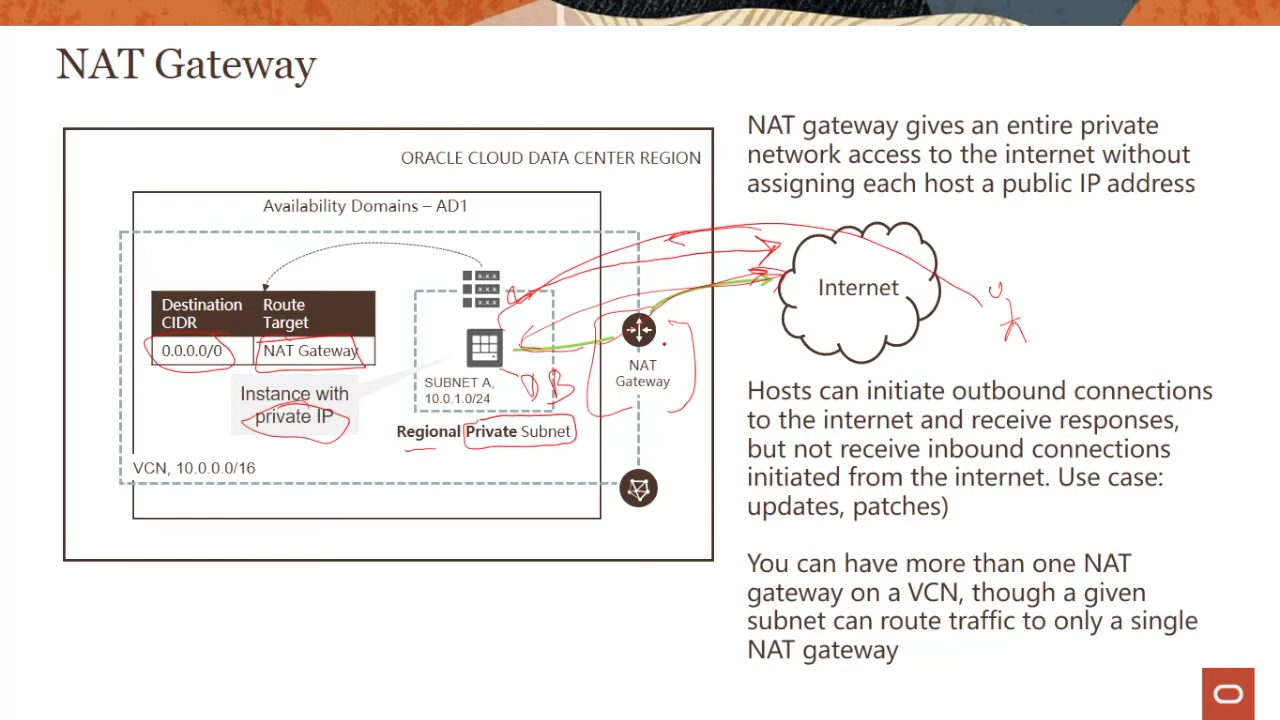 NAT Gateway
ORACLE CLOUD DATA CENTER REGION
Availability Domains – AD1
Destination CIDR
Route Target
0.0.0.0/0
NAT Gateway
Instance with
private IP
x.x.x
x.x.x
x.x.x
SUBNET A,
10.0.1.0/24
DB
Regional Private Subnet
VCN, 10.0.0.0/16
NAT
Gateway
Internet
NAT gateway gives an entire private
network access to the internet without
assigning each host a public IP address
Hosts can initiate outbound connections
to the internet and receive responses,
but not receive inbound connections
initiated from the internet. Use case:
updates, patches)
You can have more than one NAT
gateway on a VCN, though a given
subnet can route traffic to only a single
NAT gateway